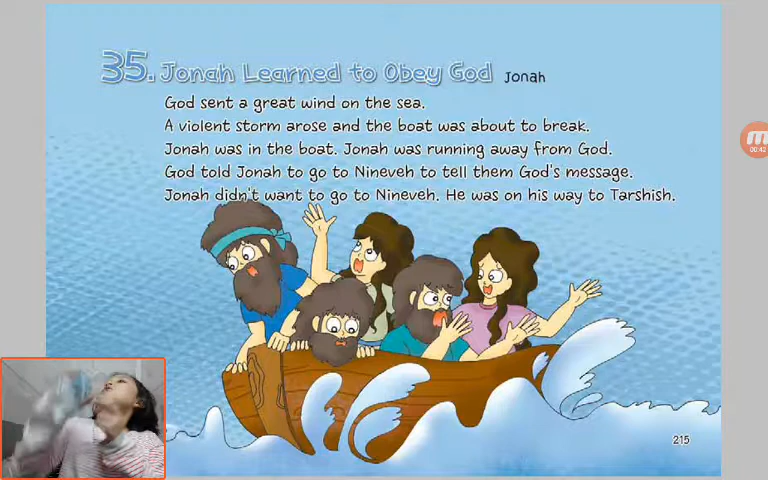 35. Jonah Learned to Obey God Jonah
God sent a great wind on the sea.
A violent storm arose and the boat was about to break.
Jonah was in the boat. Jonah was running away from God.
God told Jonah to go to Nineveh to tell them God's message.
Jonah didn't want to go to Nineveh. He was on his way to Tarshish.
00:42
215